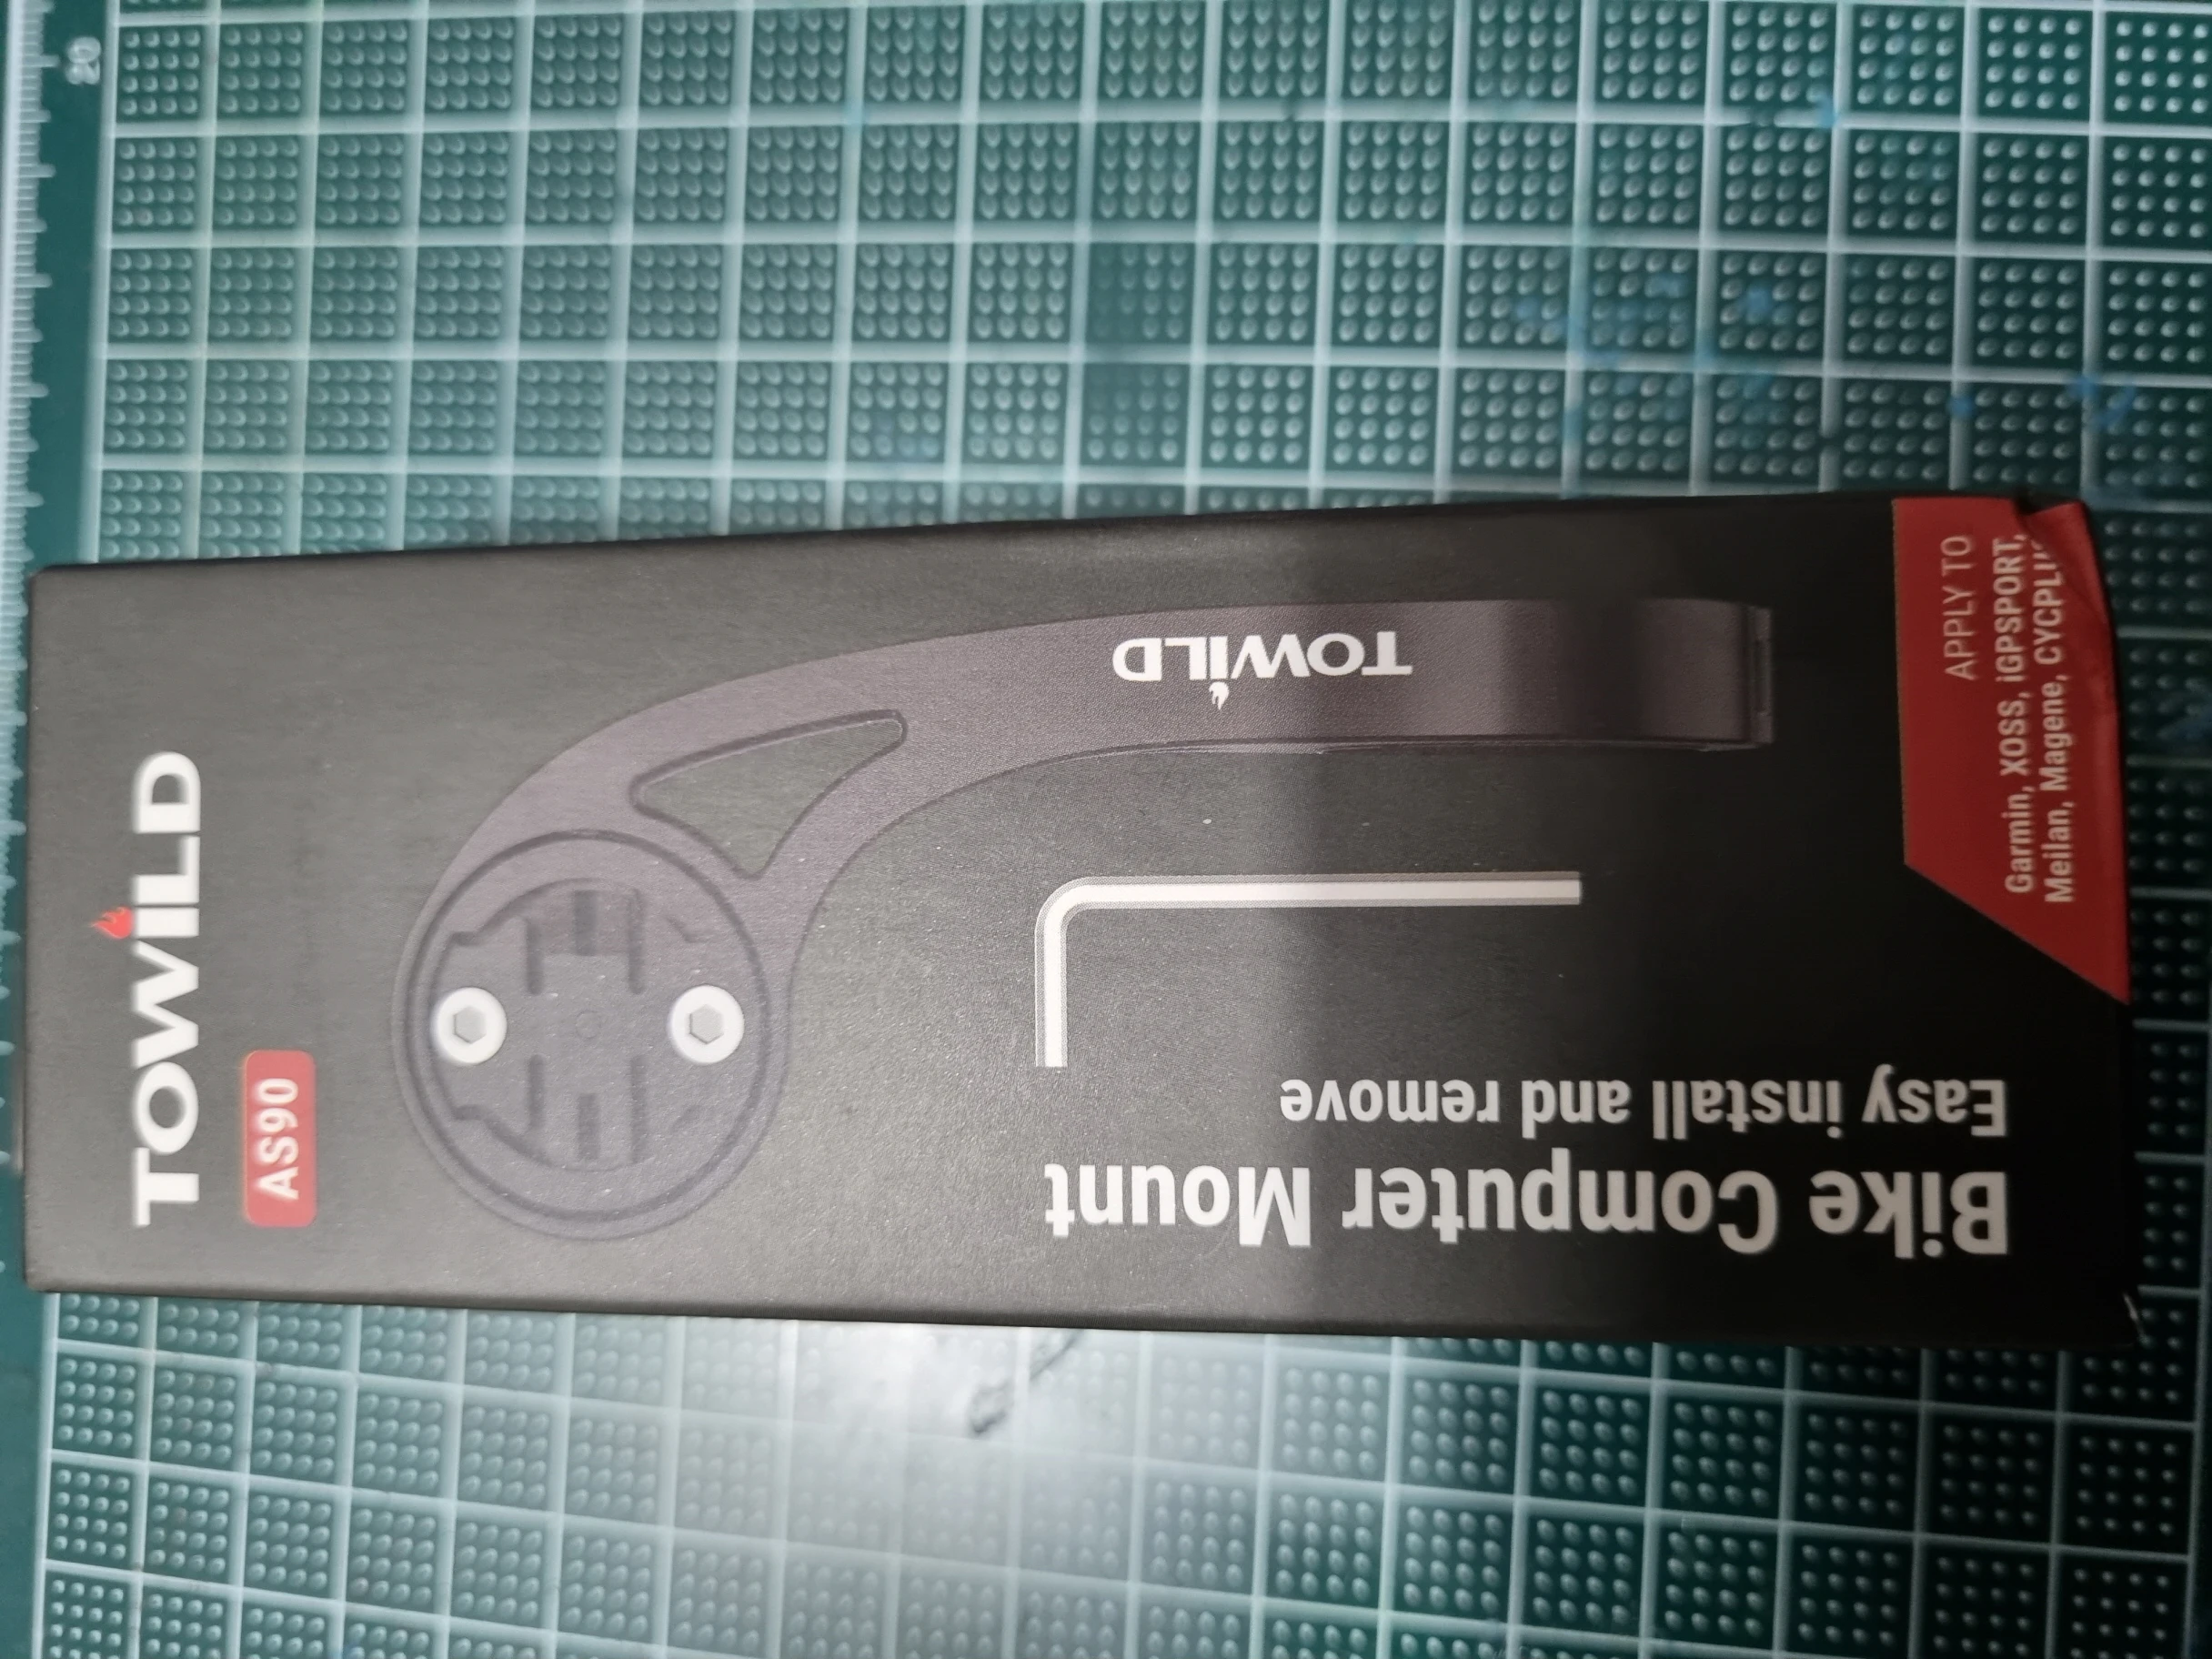 TOWILD
AS90
TOWILD
APPLY TO
Garmin, XOSS, iGPSPORT,
Meilan, Magene,
Bike Computer Mount
Easy install and remove
20